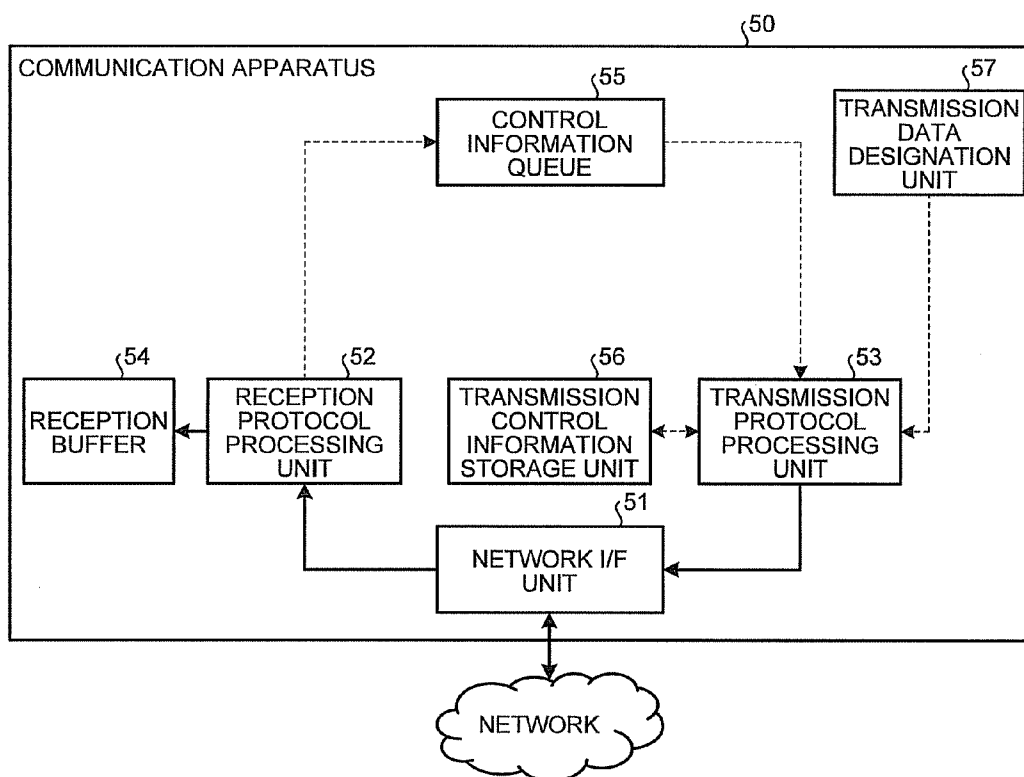 50
COMMUNICATION APPARATUS
55
CONTROL
INFORMATION
QUEUE
57
TRANSMISSION
DATA
DESIGNATION
UNIT
54
RECEPTION
BUFFER
52
RECEPTION
PROTOCOL
PROCESSING
UNIT
56
TRANSMISSION
CONTROL
INFORMATION
STORAGE UNIT
53
TRANSMISSION
PROTOCOL
PROCESSING
UNIT
51
NETWORK I/F
UNIT
NETWORK